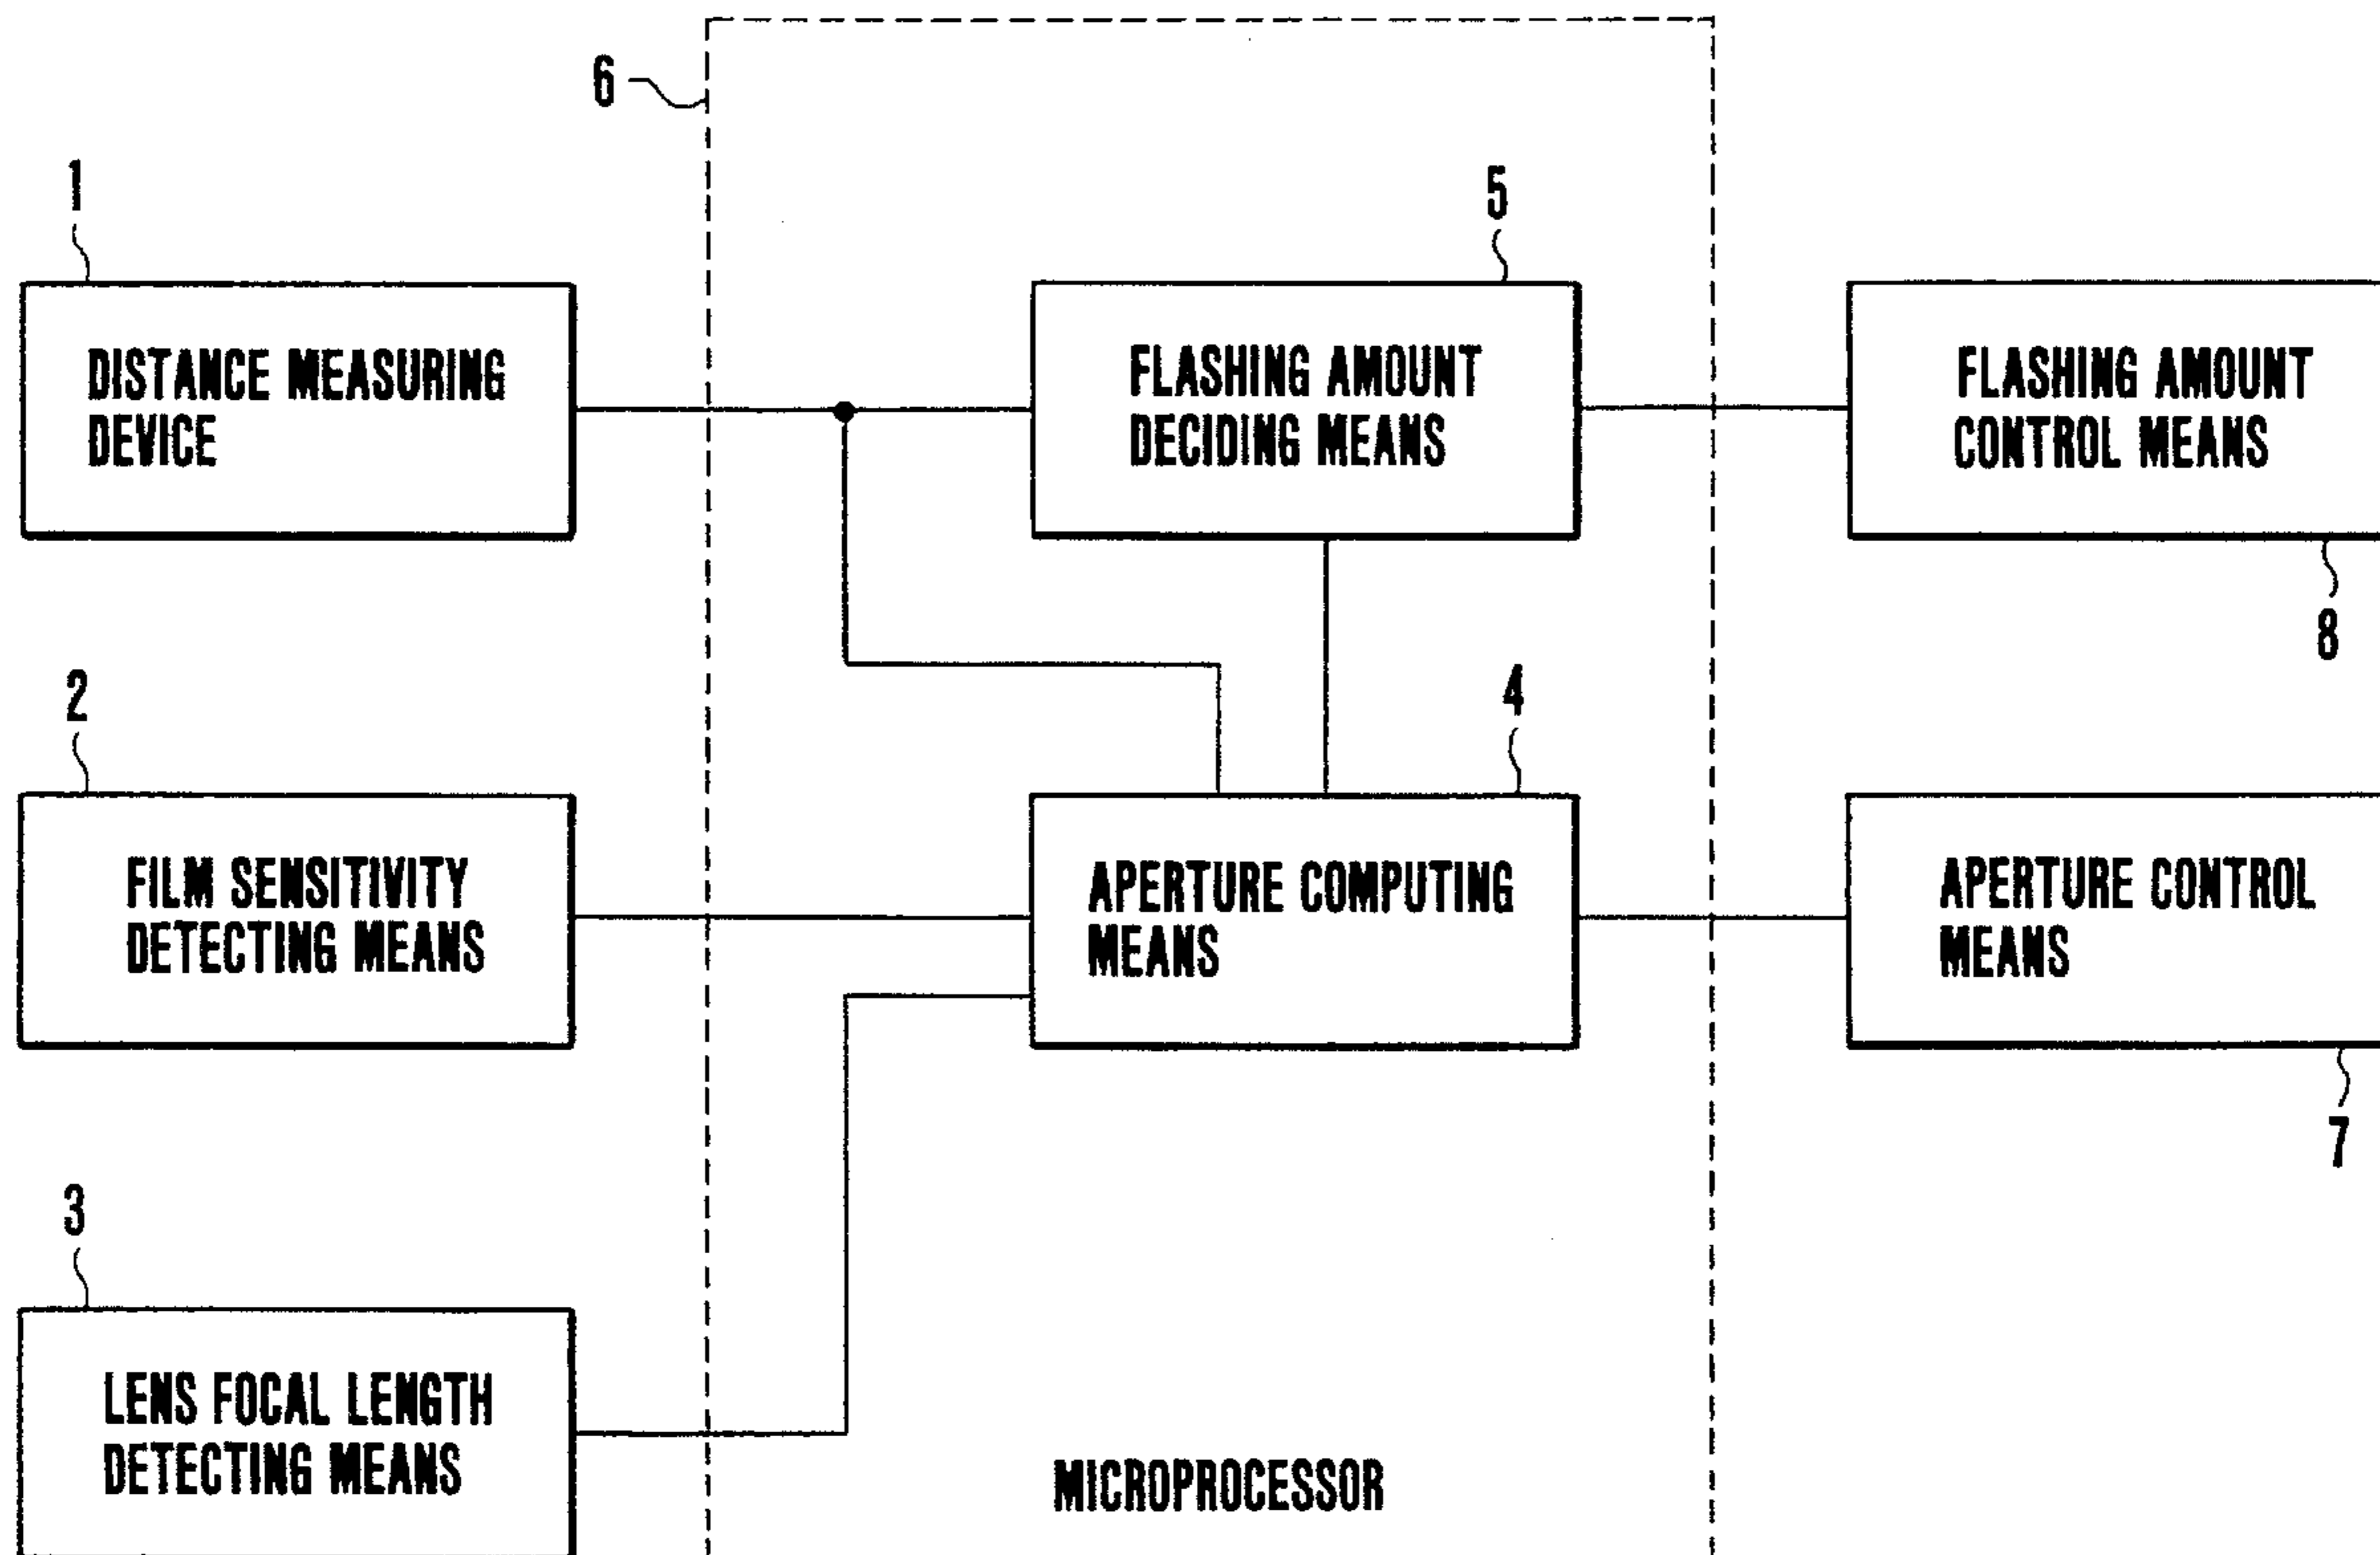 6
1
DISTANCE MEASURING
DEVICE
5
FLASHING AMOUNT
DECIDING MEANS
FLASHING AMOUNT
CONTROL MEANS
8
2
FILM SENSITIVITY
DETECTING MEANS
4
APERTURE COMPUTING
MEANS
APERTURE CONTROL
MEANS
7
3
LENS FOCAL LENGTH
DETECTING MEANS
MICROPROCESSOR